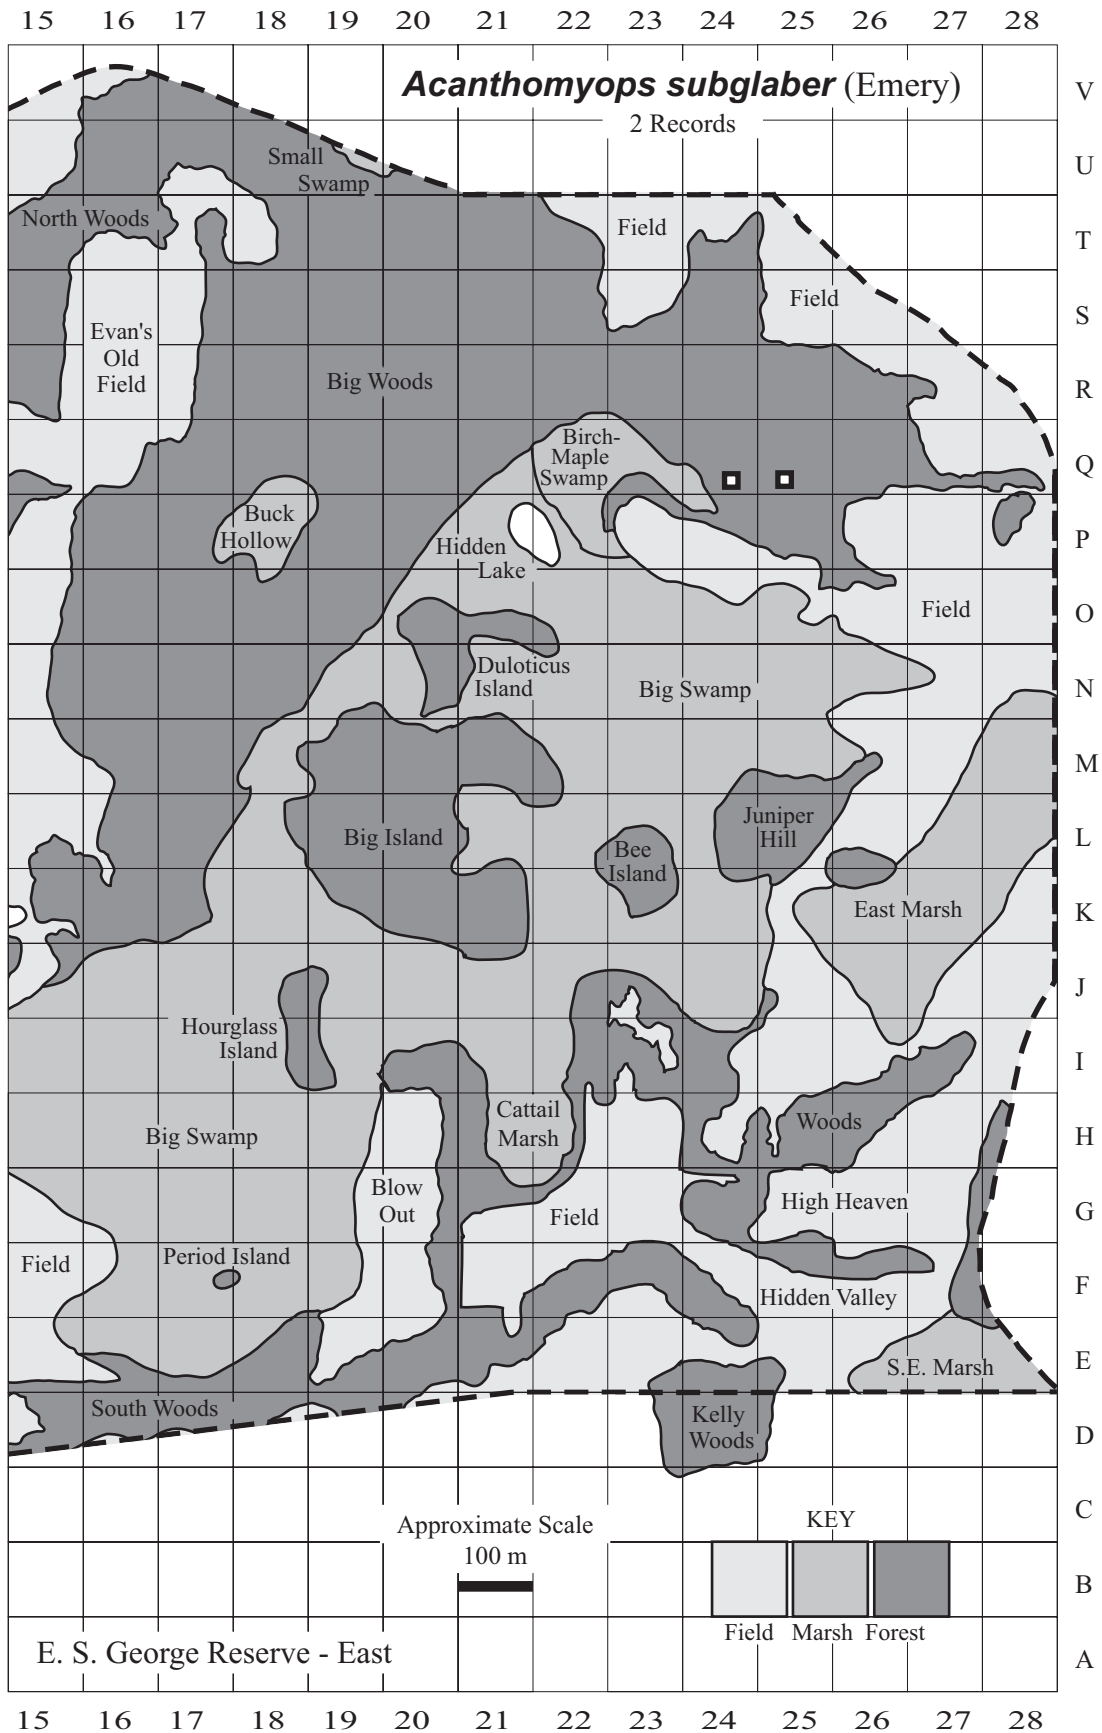 15 16 17 18 19 20 21 22 23 24 25 26 27 28
Acanthomyops subglaber (Emery)
V
2 Records
Small
Swamp
U
North Woods
Field
T
Field
S
Evan's
Old
Field
Big Woods
R
Birch-
Maple
Swamp
Q
Buck
Hollow
Hidden
Lake
P
Field
O
Duloticus
Island
Big Swamp
N
M
Big Island
Juniper
Hill
Bee
Island
L
East Marsh
K
J
Hourglass
Island
I
Cattail
Marsh
Woods
Big Swamp
H
Blow
Out
Field
High Heaven
G
Field
Period Island
Hidden Valley
F
S.E. Marsh
E
South Woods
Kelly
Woods
D
Approximate Scale
100 m
KEY
C
B
Field Marsh Forest
E. S. George Reserve - East
A
15 16 17 18 19 20 21 22 23 24 25 26 27 28